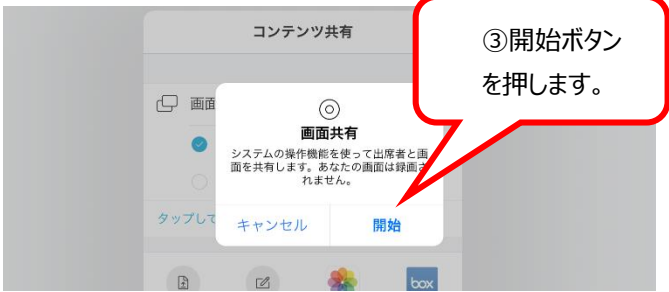 コンテンツ共有
③開始ボタン
を押します。
画面
画面共有
システムの操作機能を使って出席者と画
面を共有します。あなたの画面は録画さ
れません。
タップして
キャンセル
開始
box